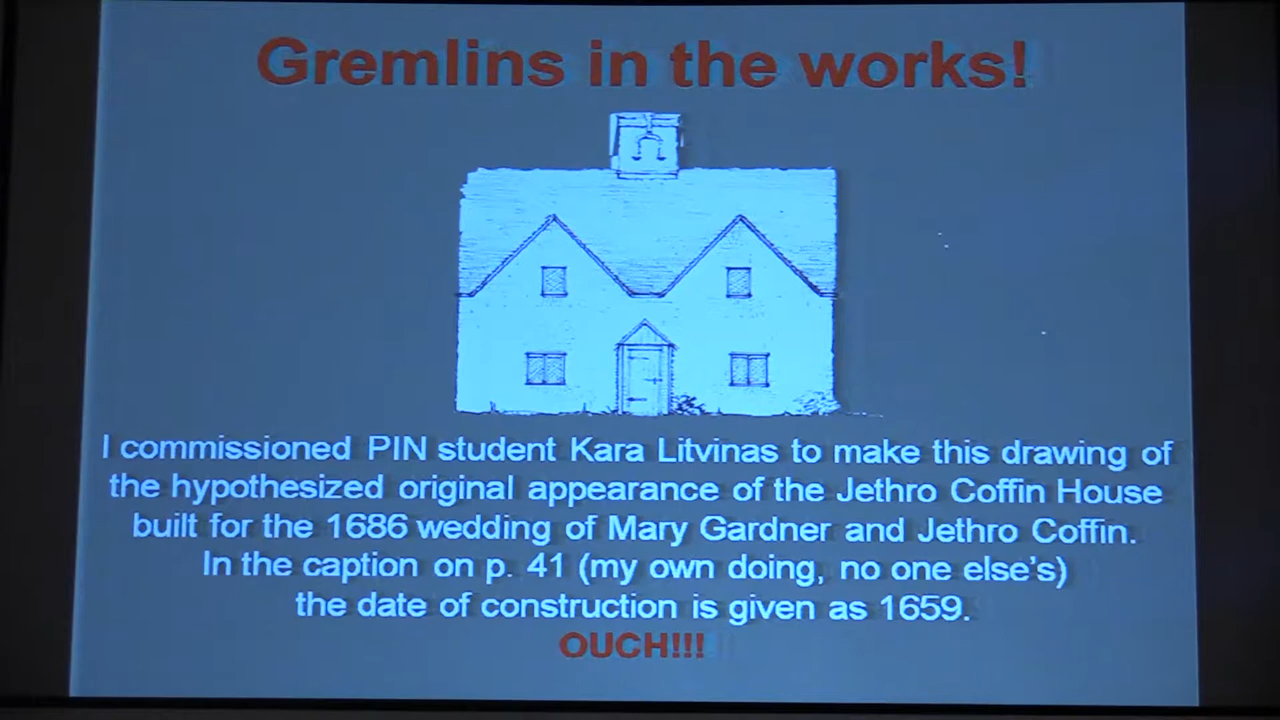 Gremlins in the works!
I commissioned PIN student Kara Litvinas to make this drawing of
the hypothesized original appearance of the Jethro Coffin House
built for the 1686 wedding of Mary Gardner and Jethro Coffin.
In the caption on p. 41 (my own doing, no one else's)
the date of construction is given as 1659.
OUCH!!!